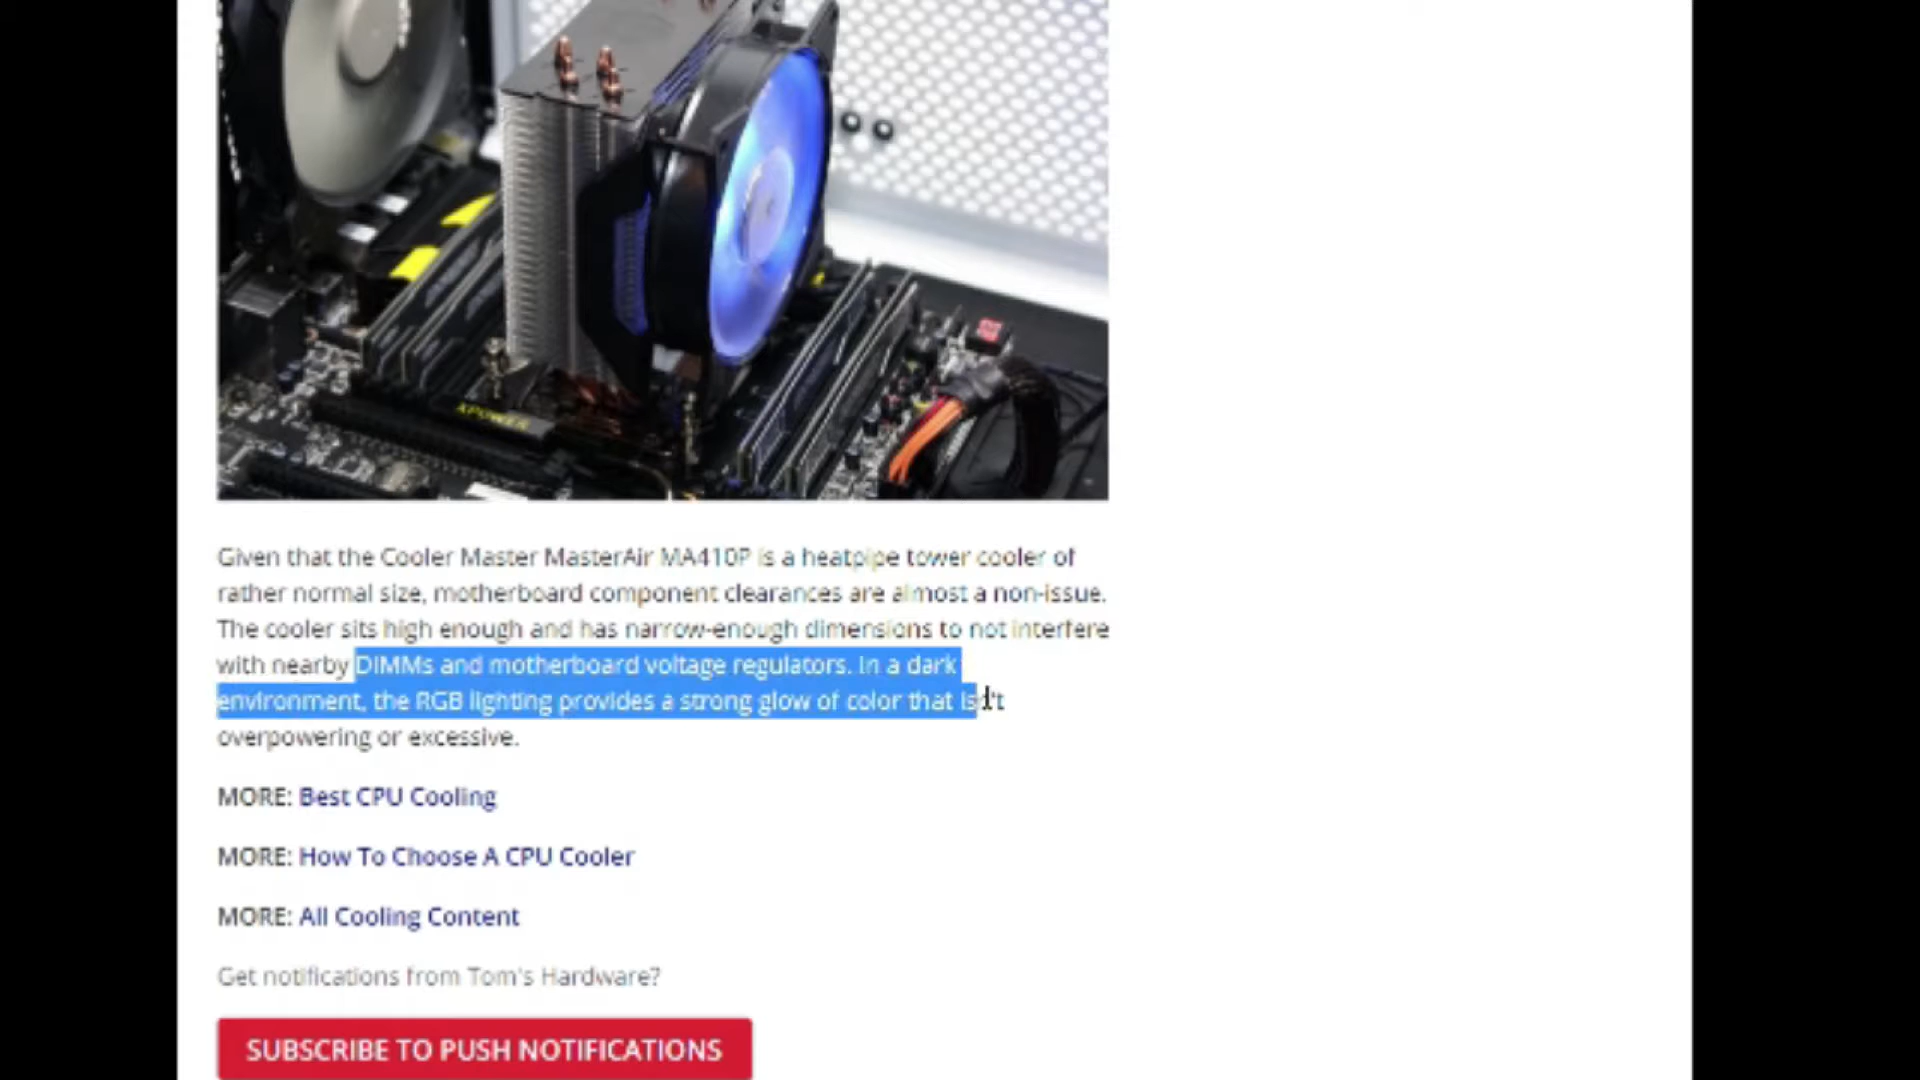 XPOWER
Given that the Cooler Master MasterAir MA410P is a heatpipe tower cooler of
rather normal size, motherboard component clearances are almost a non-issue.
The cooler sits high enough and has narrow-enough dimensions to not interfere
with nearby DIMMs and motherboard voltage regulators. In a dark
environment, the RGB lighting provides a strong glow of color that isn't
overpowering or excessive.
MORE: Best CPU Cooling
MORE: How To Choose A CPU Cooler
MORE: All Cooling Content
Get notifications from Tom's Hardware?
SUBSCRIBE TO PUSH NOTIFICATIONS